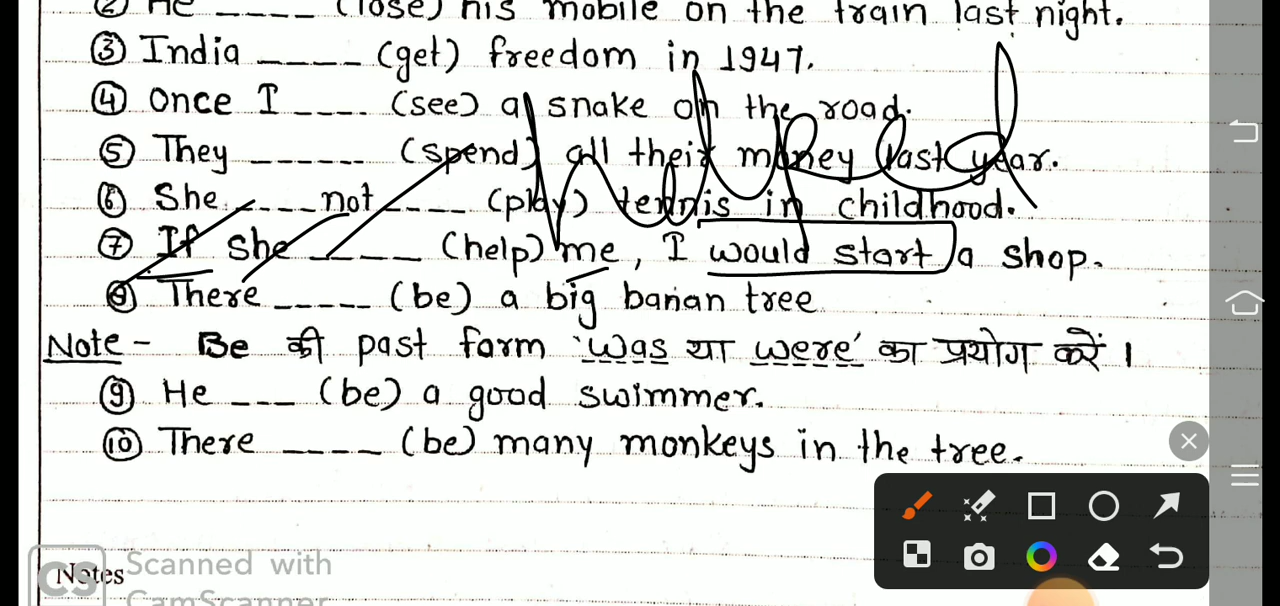 ② He ____ (lose) his mobile on the train last night.
③ India _____ (get) freedom in 1947.
④ Once I ____ (see) a snake on the road.
⑤ They ______ (spend) all their money last year.
⑥ She ____ not ____ (play) tennis in childhood.
⑦ If she _____ (help) me, I would start a shop.
⑧ There _____ (be) a big banan tree
Note - Be की past form 'was या were' का प्रयोग करें ।
⑨ He ___ (be) a good swimmer.
⑩ There ____ (be) many monkeys in the tree.
CS Scanned with
Notes
CamScanner